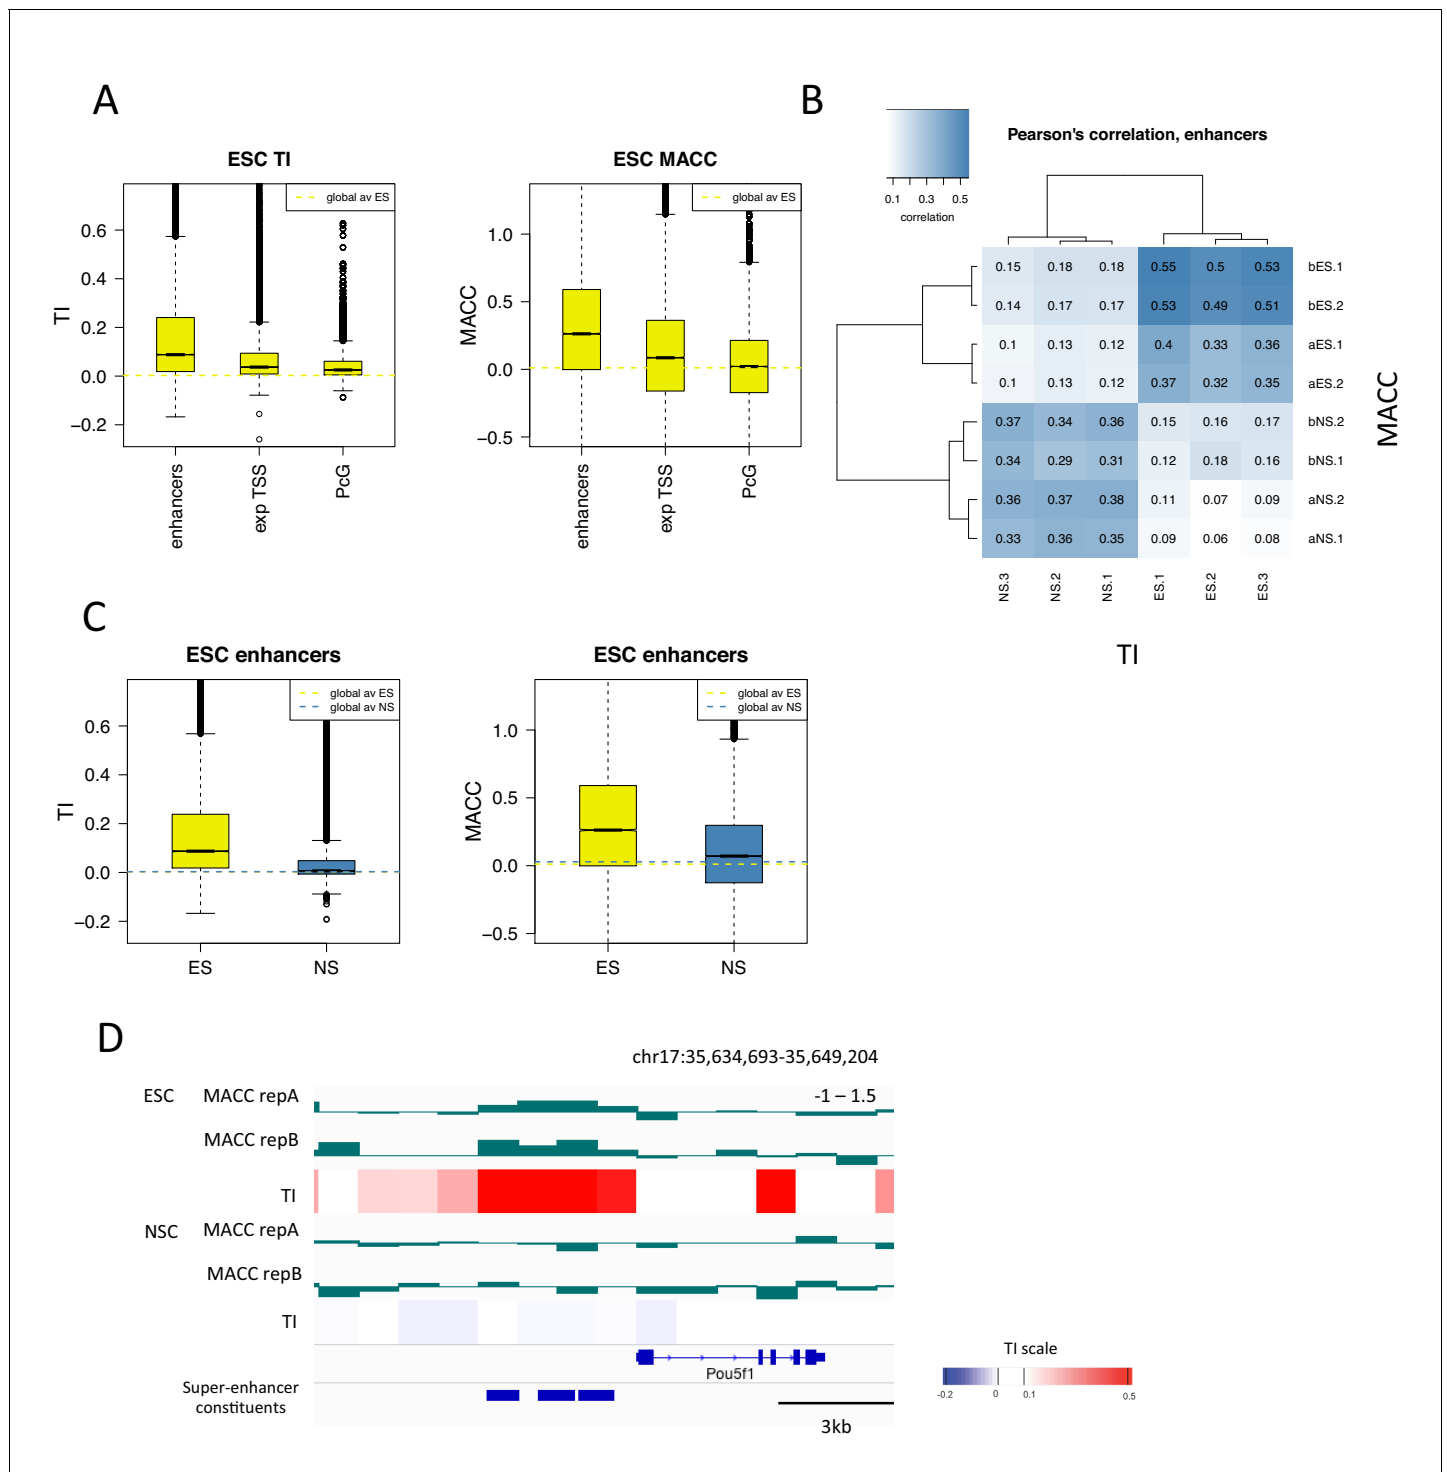 A
ESC TI
global av ES
TI
0.6
0.4
0.2
0.0
−0.2
enhancers
exp TSS
PcG
ESC MACC
global av ES
MACC
1.0
0.5
0.0
−0.5
enhancers
exp TSS
PcG
B
0.1 0.3 0.5
correlation
Pearson's correlation, enhancers
0.15 0.18 0.18 0.55 0.5 0.53 bES.1
0.14 0.17 0.17 0.53 0.49 0.51 bES.2
0.1 0.13 0.12 0.4 0.33 0.36 aES.1
0.1 0.13 0.12 0.37 0.32 0.35 aES.2
0.37 0.34 0.36 0.15 0.16 0.17 bNS.2
0.34 0.29 0.31 0.12 0.18 0.16 bNS.1
0.36 0.37 0.38 0.11 0.07 0.09 aNS.2
0.33 0.36 0.35 0.09 0.06 0.08 aNS.1
NS.3 NS.2 NS.1 ES.1 ES.2 ES.3
MACC
TI
C
ESC enhancers
global av ES
global av NS
TI
0.6
0.4
0.2
0.0
−0.2
ES NS
ESC enhancers
global av ES
global av NS
MACC
1.0
0.5
0.0
−0.5
ES NS
D
chr17:35,634,693-35,649,204
ESC MACC repA -1 – 1.5
MACC repB
TI
NSC MACC repA
MACC repB
TI
Pou5f1
Super-enhancer
constituents
3kb
TI scale
-0.2 0 0.1 0.5